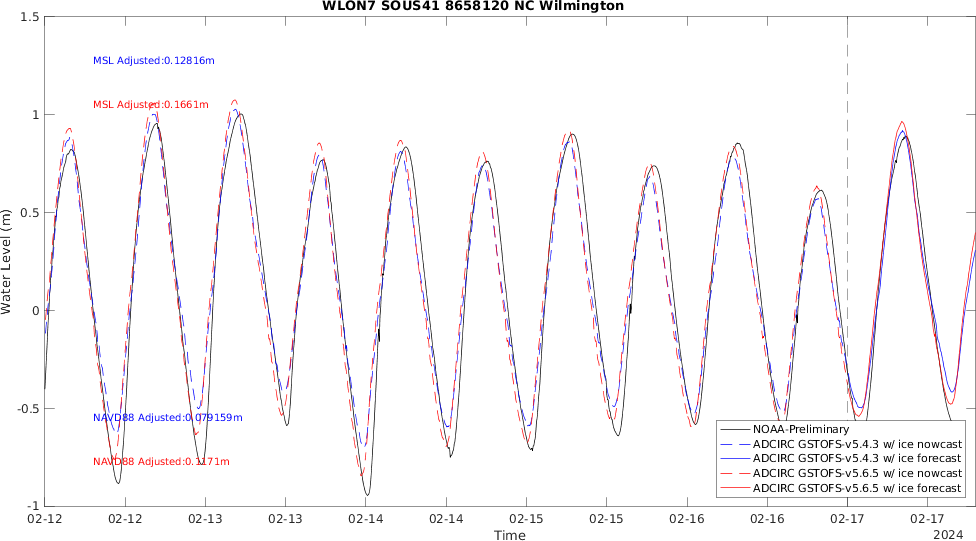 WLON7 SOUS41 8658120 NC Wilmington
1.5
1
0.5
0
-0.5
-1
Water Level (m)
MSL Adjusted:0.12816m
MSL Adjusted:0.1661m
NAVD88 Adjusted:0.079159m
NAVD88 Adjusted:0.1171m
NOAA-Preliminary
ADCIRC GSTOFS-v5.4.3 w/ ice nowcast
ADCIRC GSTOFS-v5.4.3 w/ ice forecast
ADCIRC GSTOFS-v5.6.5 w/ ice nowcast
ADCIRC GSTOFS-v5.6.5 w/ ice forecast
02-12 02-12 02-13 02-13 02-14 02-14 02-15 02-15 02-16 02-16 02-17 02-17
Time
2024